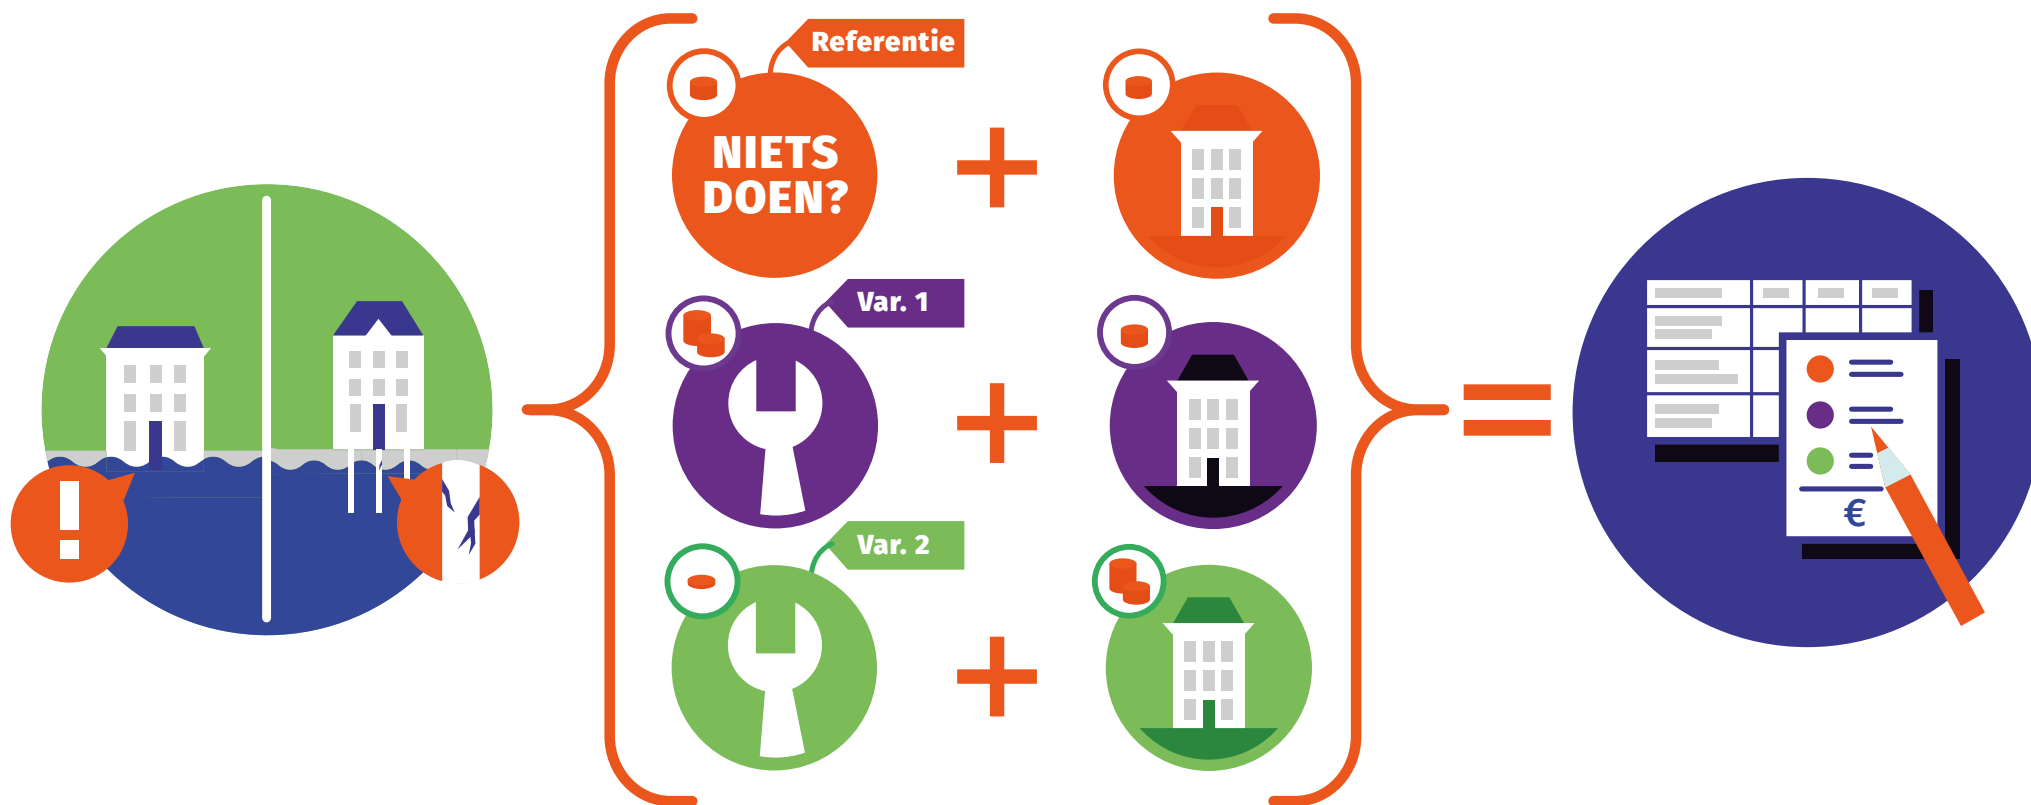 Referentie
NIETS
DOEN?
Var. 1
Var. 2
!
€